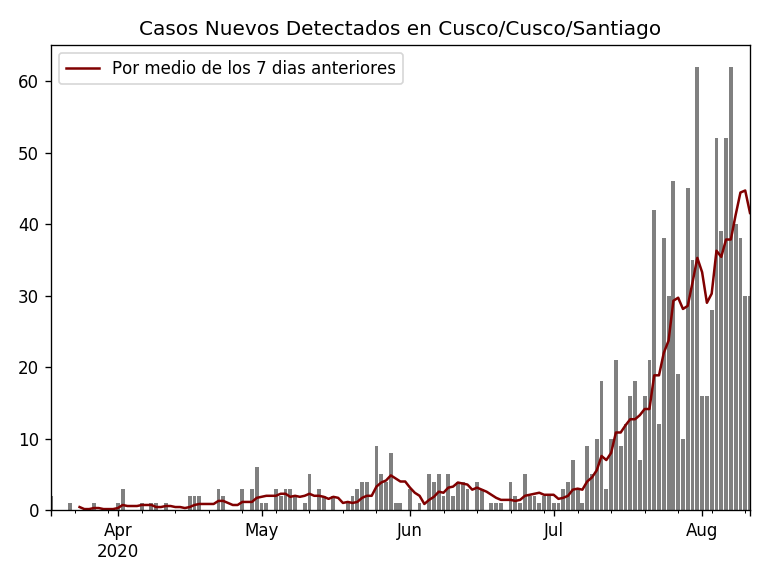 Casos Nuevos Detectados en Cusco/Cusco/Santiago
Por medio de los 7 dias anteriores
60
50
40
30
20
10
0
Apr
2020
May
Jun
Jul
Aug